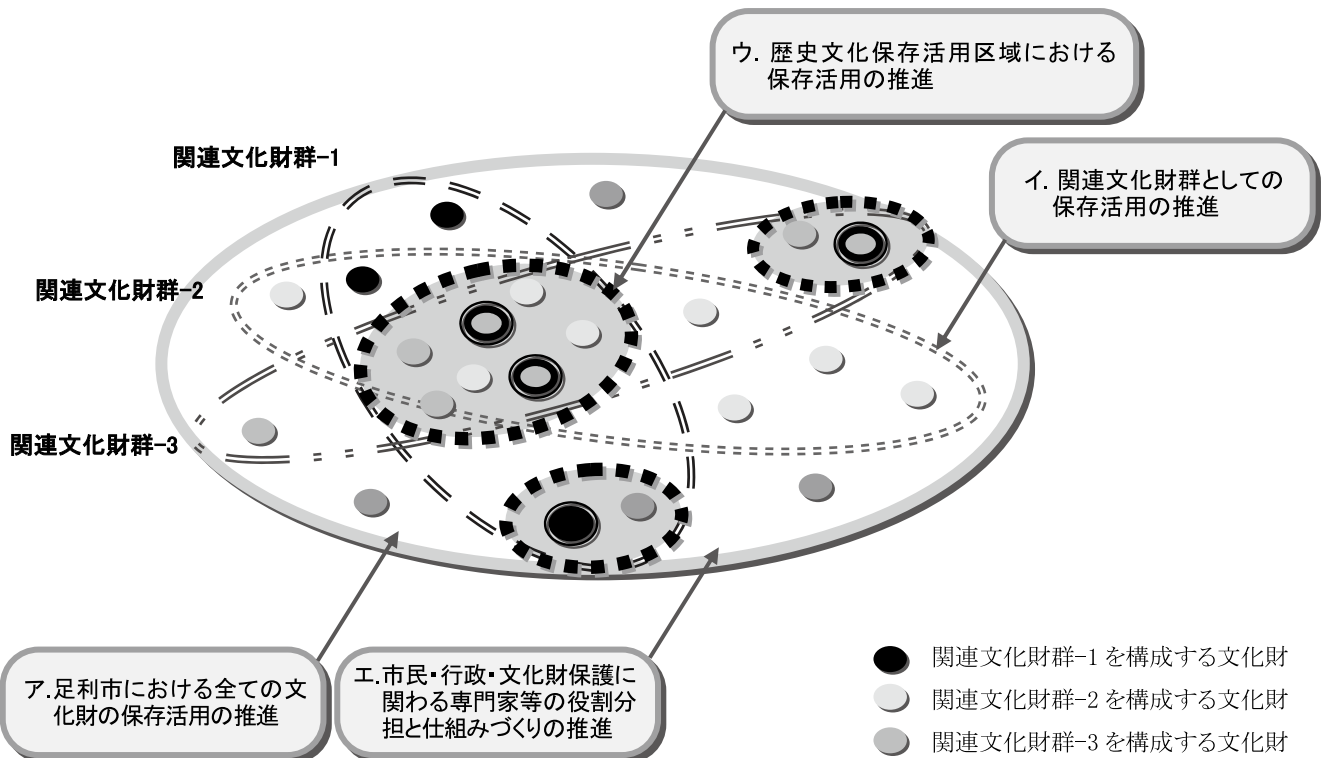 ウ. 歴史文化保存活用区域における
保存活用の推進
関連文化財群-1
イ. 関連文化財群としての
保存活用の推進
関連文化財群-2
関連文化財群-3
ア.足利市における全ての文
化財の保存活用の推進
エ.市民・行政・文化財保護に
関わる専門家等の役割分
担と仕組みづくりの推進
関連文化財群-1 を構成する文化財
関連文化財群-2 を構成する文化財
関連文化財群-3 を構成する文化財